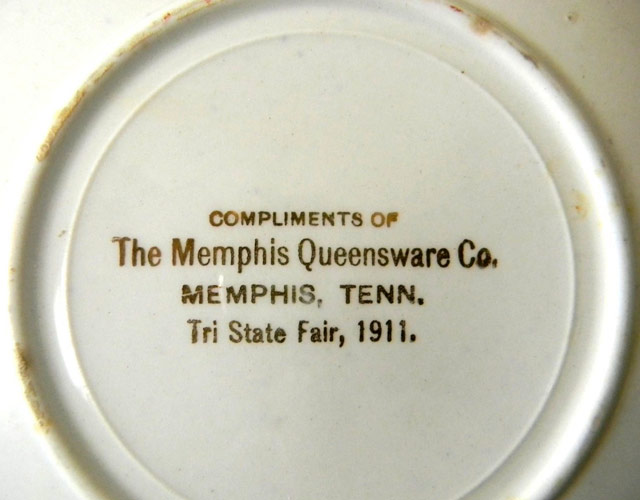 COMPLIMENTS OF
The Memphis Queensware Co.
MEMPHIS, TENN.
Tri State Fair, 1911.